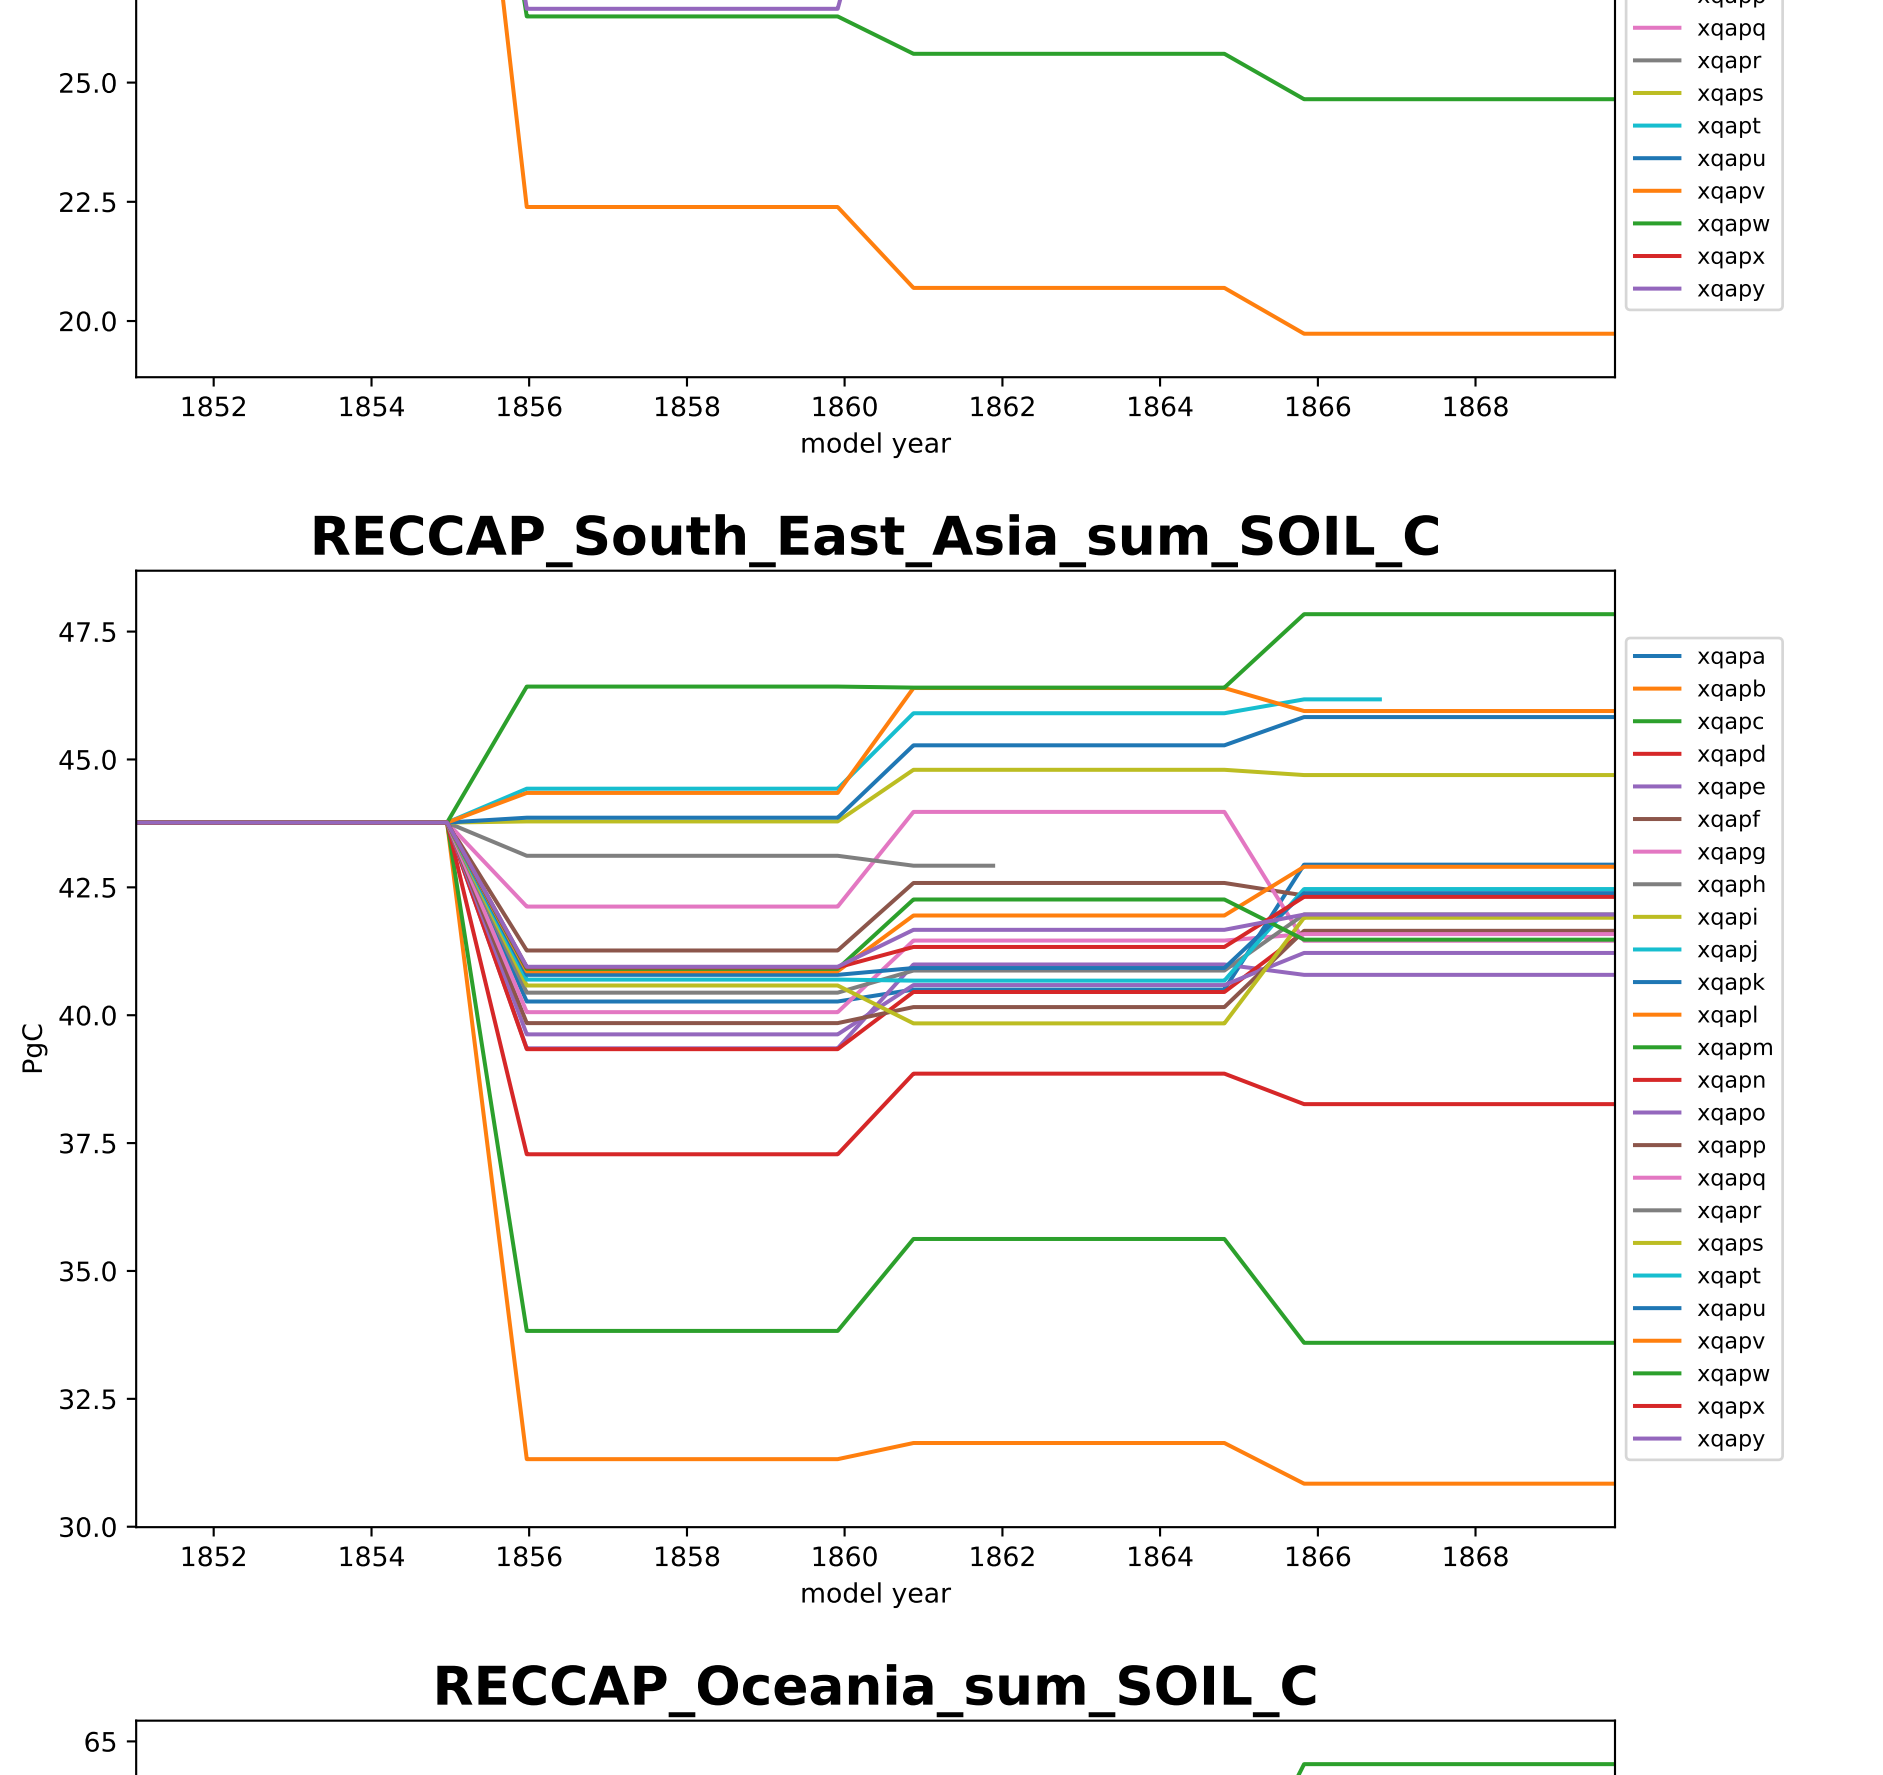 xqapq
xqapr
25.0
xqaps
xqapt
xqapu
xqapv
22.5
xqapw
xqapx
xqapy
20.0
1852 1854 1856 1858 1860 1862 1864 1866 1868
model year
RECCAP_South_East_Asia_sum_SOIL_C
47.5
45.0
42.5
40.0
37.5
35.0
32.5
30.0
PgC
xqapa
xqapb
xqapc
xqapd
xqape
xqapf
xqapg
xqaph
xqapi
xqapj
xqapk
xqapl
xqapm
xqapn
xqapo
xqapp
xqapq
xqapr
xqaps
xqapt
xqapu
xqapv
xqapw
xqapx
xqapy
1852 1854 1856 1858 1860 1862 1864 1866 1868
model year
RECCAP_Oceania_sum_SOIL_C
65